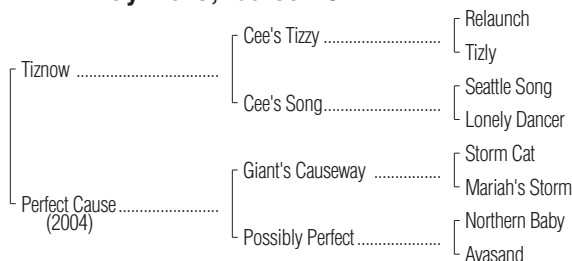 Relaunch
Cee's Tizzy
Tizly
Tiznow
Seattle Song
Cee's Song
Lonely Dancer
Storm Cat
Giant's Causeway
Mariah's Storm
Perfect Cause
(2004)
Northern Baby
Possibly Perfect
Avasand